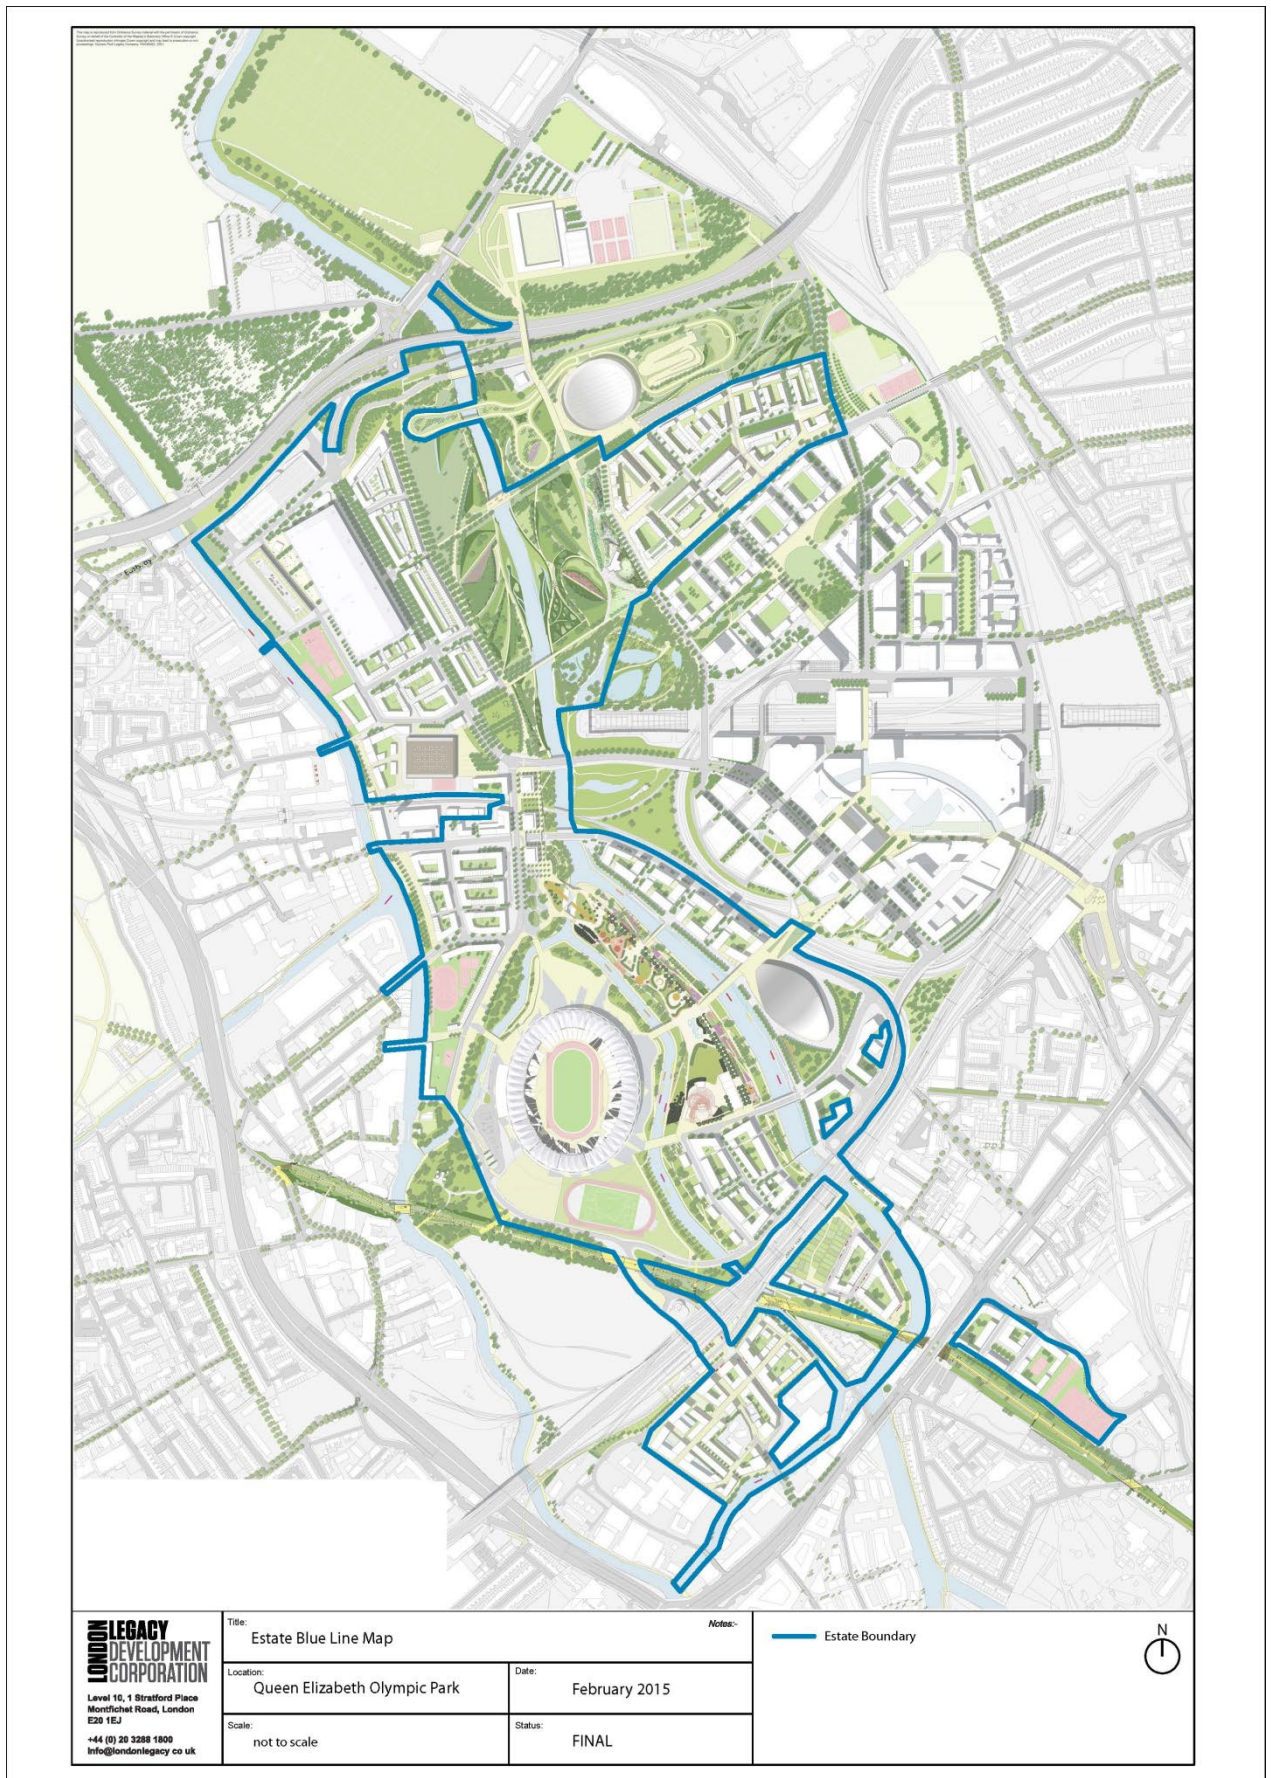 Eastway
LONDON
LEGACY
DEVELOPMENT
CORPORATION
Level 10, 1 Stratford Place
Montfichet Road, London
E20 1EJ
+44 (0) 20 3288 1800
info@londonlegacy co uk
Title:
Estate Blue Line Map
Notes:-
Location:
Queen Elizabeth Olympic Park
Date:
February 2015
Scale:
not to scale
Status:
FINAL
Estate Boundary
N